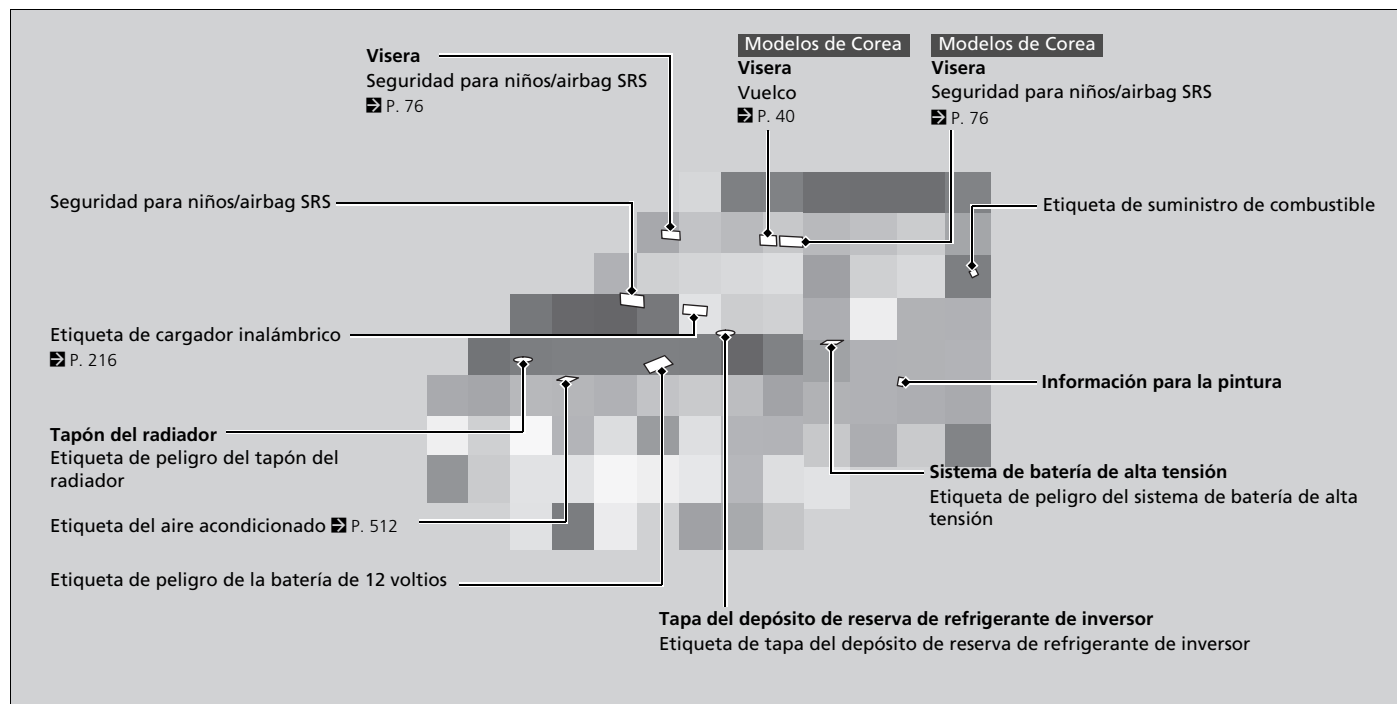 Visera
Seguridad para niños/airbag SRS
P. 76
Modelos de Corea
Visera
Vuelco
P. 40
Modelos de Corea
Visera
Seguridad para niños/airbag SRS
P. 76
Seguridad para niños/airbag SRS
Etiqueta de suministro de combustible
Etiqueta de cargador inalámbrico
P. 216
Información para la pintura
Tapón del radiador
Etiqueta de peligro del tapón del
radiador
Sistema de batería de alta tensión
Etiqueta de peligro del sistema de batería de alta
tensión
Etiqueta del aire acondicionado P. 512
Etiqueta de peligro de la batería de 12 voltios
Tapa del depósito de reserva de refrigerante de inversor
Etiqueta de tapa del depósito de reserva de refrigerante de inversor